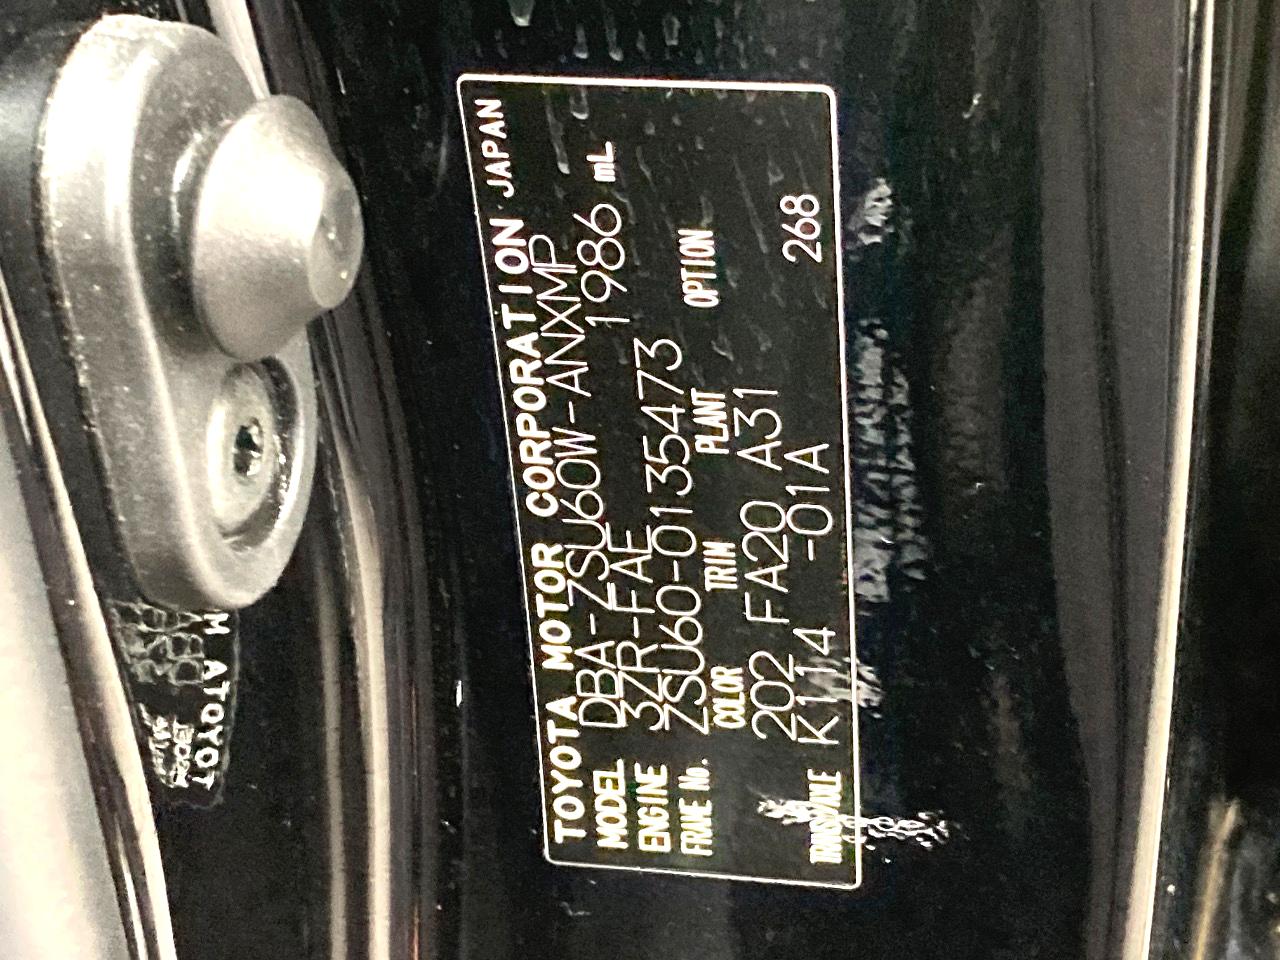 TOYOTA MOTOR CORPORATION JAPAN
MODEL DBA-ZSU60W-ANXMP
ENGINE 3ZR-FAE 1986 mL
FRAME No. ZSU60-0135473
COLOR TRIM PLANT OPTION
202 FA20 A31
TRANS/AXLE K114 -01A 268
TOYOTA M